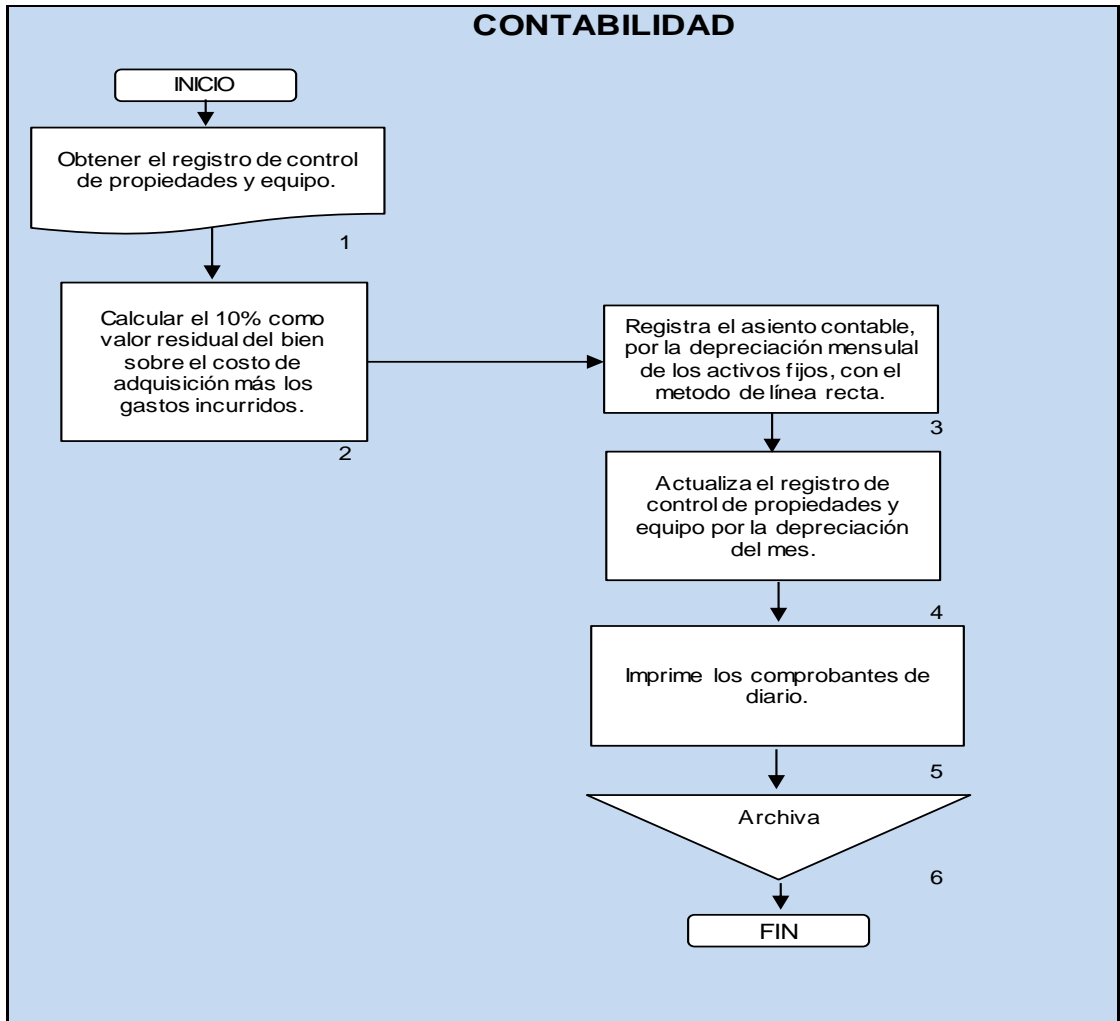 CONTABILIDAD
INICIO
Obtener el registro de control
de propiedades y equipo.
1
Calcular el 10% como
valor residual del bien
sobre el costo de
adquisición más los
gastos incurridos.
2
Registra el asiento contable,
por la depreciación mensulal
de los activos fijos, con el
metodo de línea recta.
3
Actualiza el registro de
control de propiedades y
equipo por la depreciación
del mes.
4
Imprime los comprobantes de
diario.
5
Archiva
6
FIN